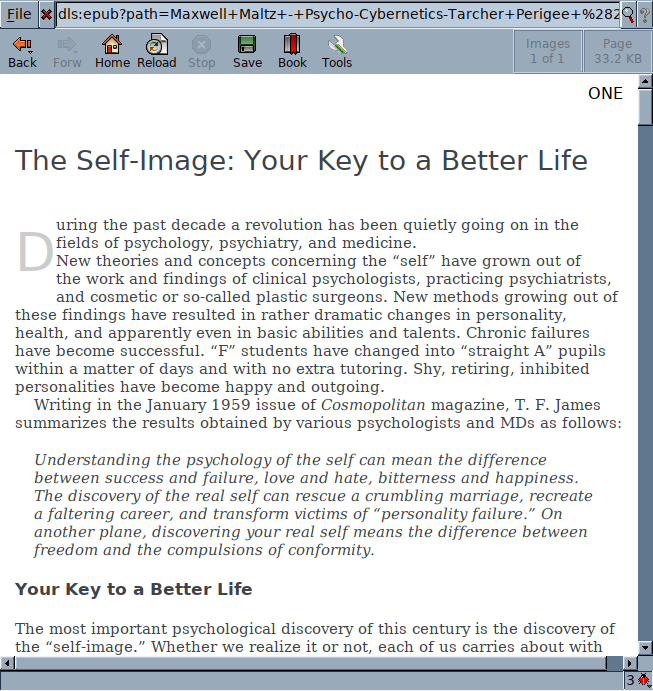 File
dls:epub?path=Maxwell+Maltz+-+Psycho-Cybernetics-Tarcher+Perigee+%282
?
Back
Forw
Home
Reload
Stop
Save
Book
Tools
Images
1 of 1
Page
33.2 KB
ONE
The Self-Image: Your Key to a Better Life
During the past decade a revolution has been quietly going on in the
fields of psychology, psychiatry, and medicine.
New theories and concepts concerning the “self” have grown out of
the work and findings of clinical psychologists, practicing psychiatrists,
and cosmetic or so-called plastic surgeons. New methods growing out of
these findings have resulted in rather dramatic changes in personality,
health, and apparently even in basic abilities and talents. Chronic failures
have become successful. “F” students have changed into “straight A” pupils
within a matter of days and with no extra tutoring. Shy, retiring, inhibited
personalities have become happy and outgoing.
Writing in the January 1959 issue of Cosmopolitan magazine, T. F. James
summarizes the results obtained by various psychologists and MDs as follows:
Understanding the psychology of the self can mean the difference
between success and failure, love and hate, bitterness and happiness.
The discovery of the real self can rescue a crumbling marriage, recreate
a faltering career, and transform victims of “personality failure.” On
another plane, discovering your real self means the difference between
freedom and the compulsions of conformity.
Your Key to a Better Life
The most important psychological discovery of this century is the discovery of
the “self-image.” Whether we realize it or not, each of us carries about with
3